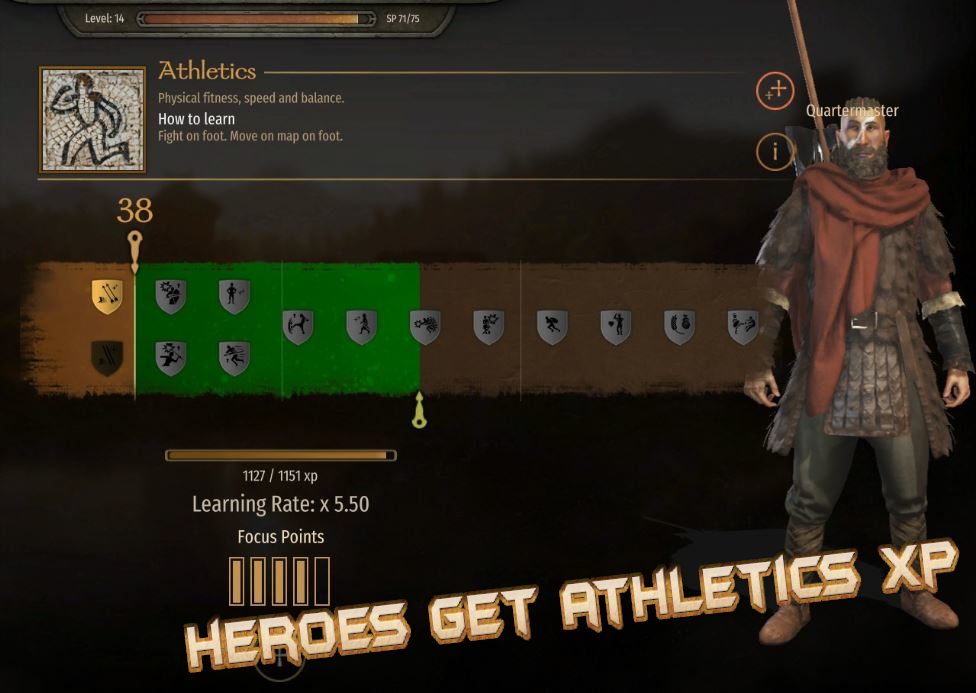 Level: 14
SP 71/75
Athletics
Physical fitness, speed and balance.
How to learn
Fight on foot. Move on map on foot.
Quartermaster
i
38
1127 / 1151 xp
Learning Rate: x 5.50
Focus Points
HEROES GET ATHLETICS XP